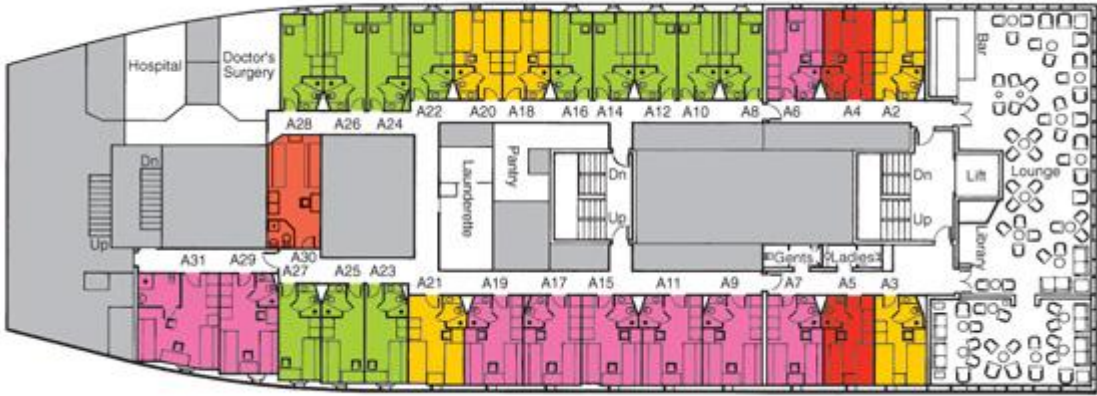 Hospital
Doctor's
Surgery
Bar
A28 A26 A24 A22 A20 A18 A16 A14 A12 A10 A8 A6 A4 A2
Dn
Up
Launderette
Pantry
Dn
Up
Dn
Up
Lift
Lounge
Library
Gents
Ladies
A30
A31 A29 A27 A25 A23 A21 A19 A17 A15 A11 A9 A7 A5 A3